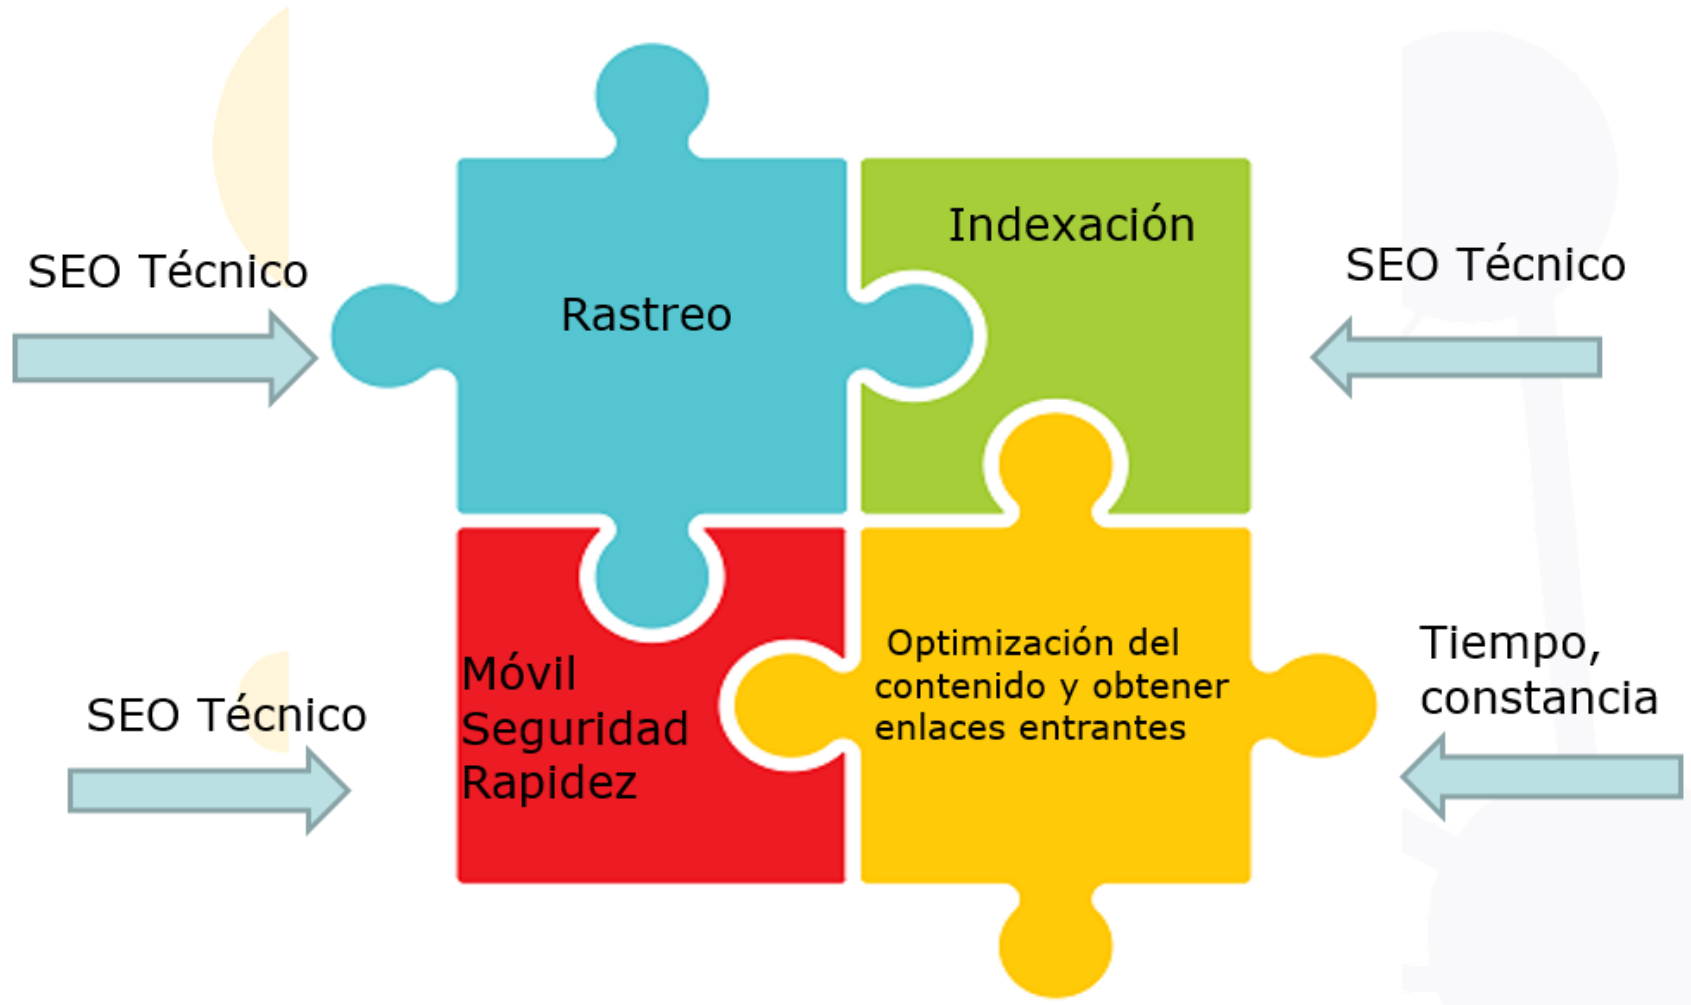 SEO Técnico
Rastreo
Indexación
SEO Técnico
SEO Técnico
Móvil
Seguridad
Rapidez
Optimización del
contenido y obtener
enlaces entrantes
Tiempo,
constancia